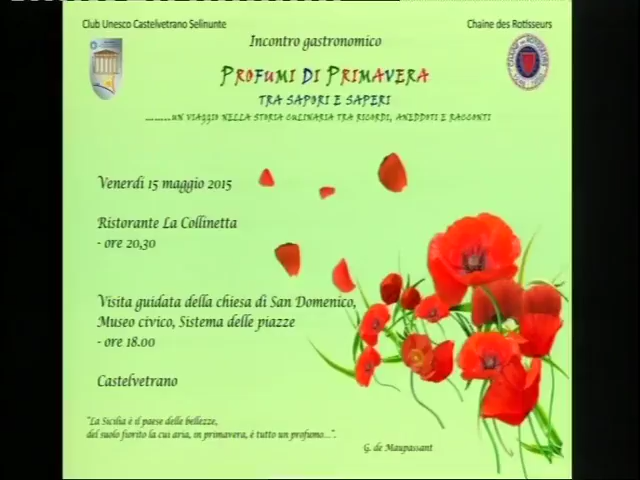 Club Unesco Castelvetrano Selinunte
Chaine des Rotisseurs
Incontro gastronomico
PROFUMI DI PRIMAVERA
TRA SAPORI E SAPERI
........UN VIAGGIO NELLA STORIA CULINARIA TRA RICORDI, ANEDDOTI E RACCONTI
Venerdì 15 maggio 2015
Ristorante La Collinetta
- ore 20,30
Visita guidata della chiesa di San Domenico,
Museo civico, Sistema delle piazze
- ore 18.00
Castelvetrano
"La Sicilia è il paese delle bellezze,
del suolo fiorito la cui aria, in primavera, è tutto un profumo...".
G. de Maupassant